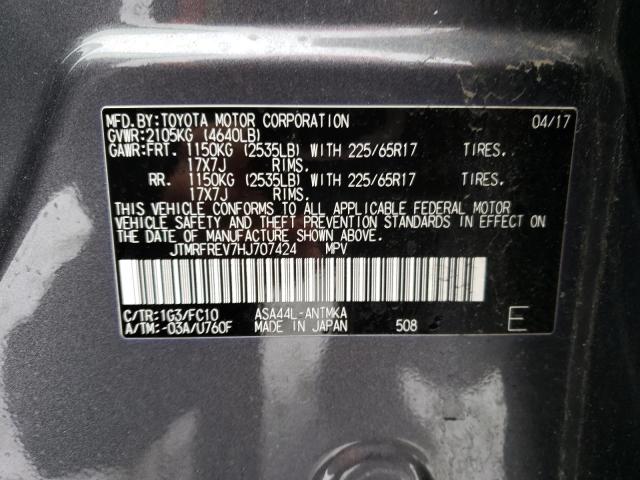 MFD.BY:TOYOTA MOTOR CORPORATION 04/17
GVWR:2105KG (4640LB)
GAWR:FRT. 1150KG (2535LB) WITH 225/65R17 TIRES.
17X7J RIMS.
RR. 1150KG (2535LB) WITH 225/65R17 TIRES.
17X7J RIMS.
THIS VEHICLE CONFORMS TO ALL APPLICABLE FEDERAL MOTOR
VEHICLE SAFETY AND THEFT PREVENTION STANDARDS IN EFFECT ON
THE DATE OF MANUFACTURE SHOWN ABOVE.
JTMRFREV7HJ707424 MPV
C/TR:1G3/FC10 ASA44L-ANTMKA
A/TM:-03A/U760F MADE IN JAPAN 508 E